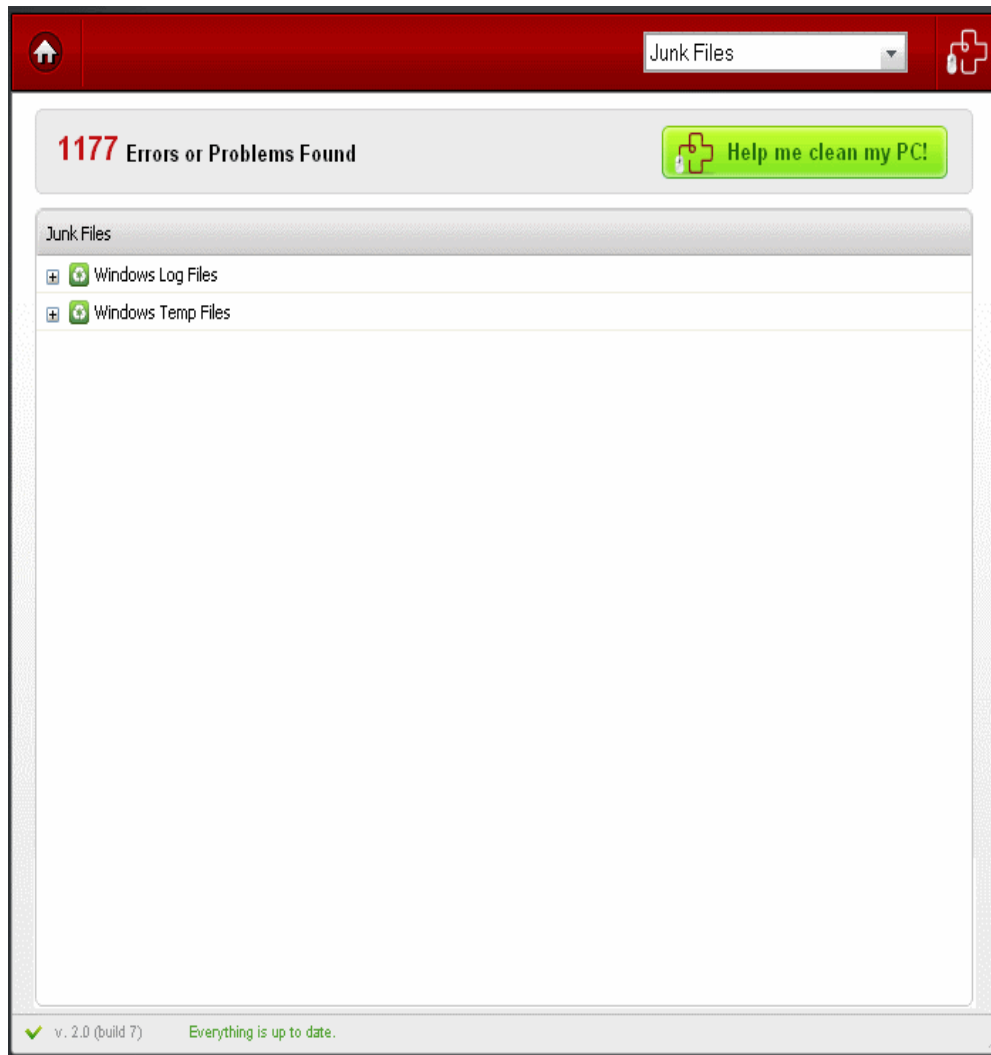 Junk Files
1177 Errors or Problems Found
Help me clean my PC!
Junk Files
Windows Log Files
Windows Temp Files
v. 2.0 (build 7) Everything is up to date.